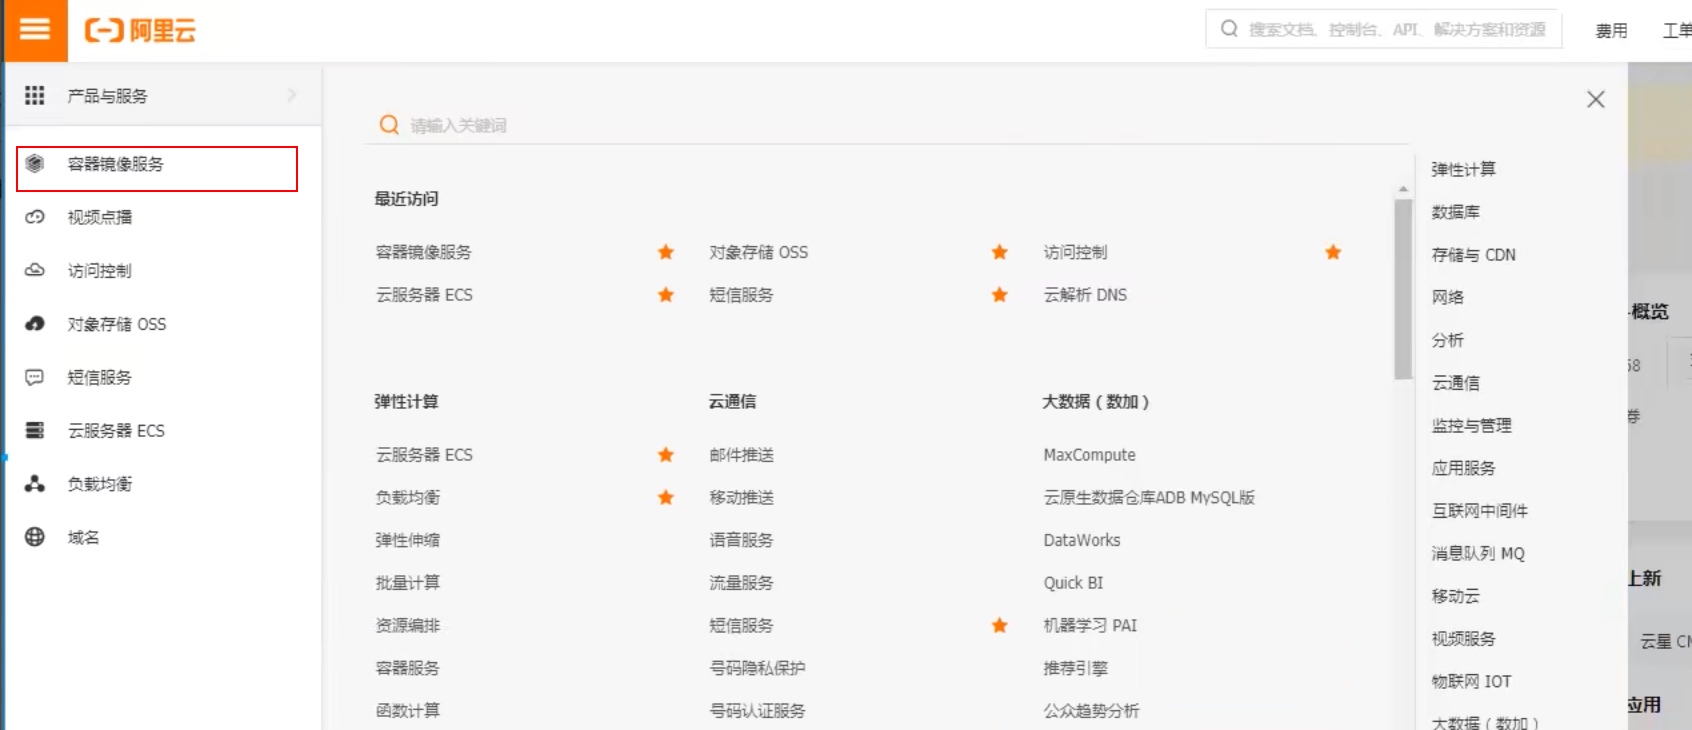 阿里云
搜索文档、控制台、API、解决方案和资源
费用
工单
产品与服务
容器镜像服务
视频点播
访问控制
对象存储 OSS
短信服务
云服务器 ECS
负载均衡
域名
请输入关键词
最近访问
容器镜像服务
对象存储 OSS
访问控制
云服务器 ECS
短信服务
云解析 DNS
弹性计算
云服务器 ECS
负载均衡
弹性伸缩
批量计算
资源编排
容器服务
函数计算
云通信
邮件推送
移动推送
语音服务
流量服务
短信服务
号码隐私保护
号码认证服务
大数据 ( 数加 )
MaxCompute
云原生数据仓库ADB MySQL版
DataWorks
Quick BI
机器学习 PAI
推荐引擎
公众趋势分析
弹性计算
数据库
存储与 CDN
网络
分析
云通信
监控与管理
应用服务
互联网中间件
消息队列 MQ
移动云
视频服务
物联网 IOT
大数据 ( 数加 )
概览
58
券
上新
云星
应用